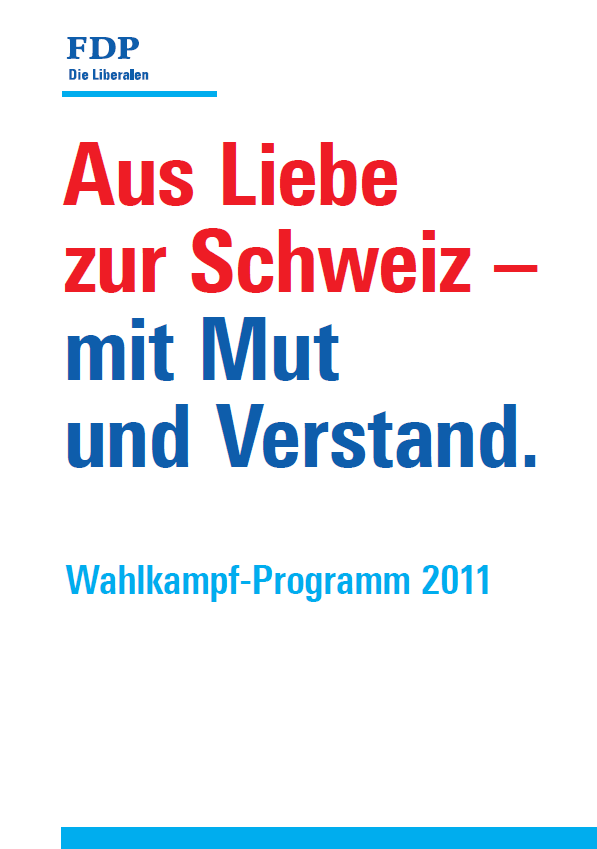 FDP
Die Liberalen
Aus Liebe
zur Schweiz –
mit Mut
und Verstand.
Wahlkampf-Programm 2011